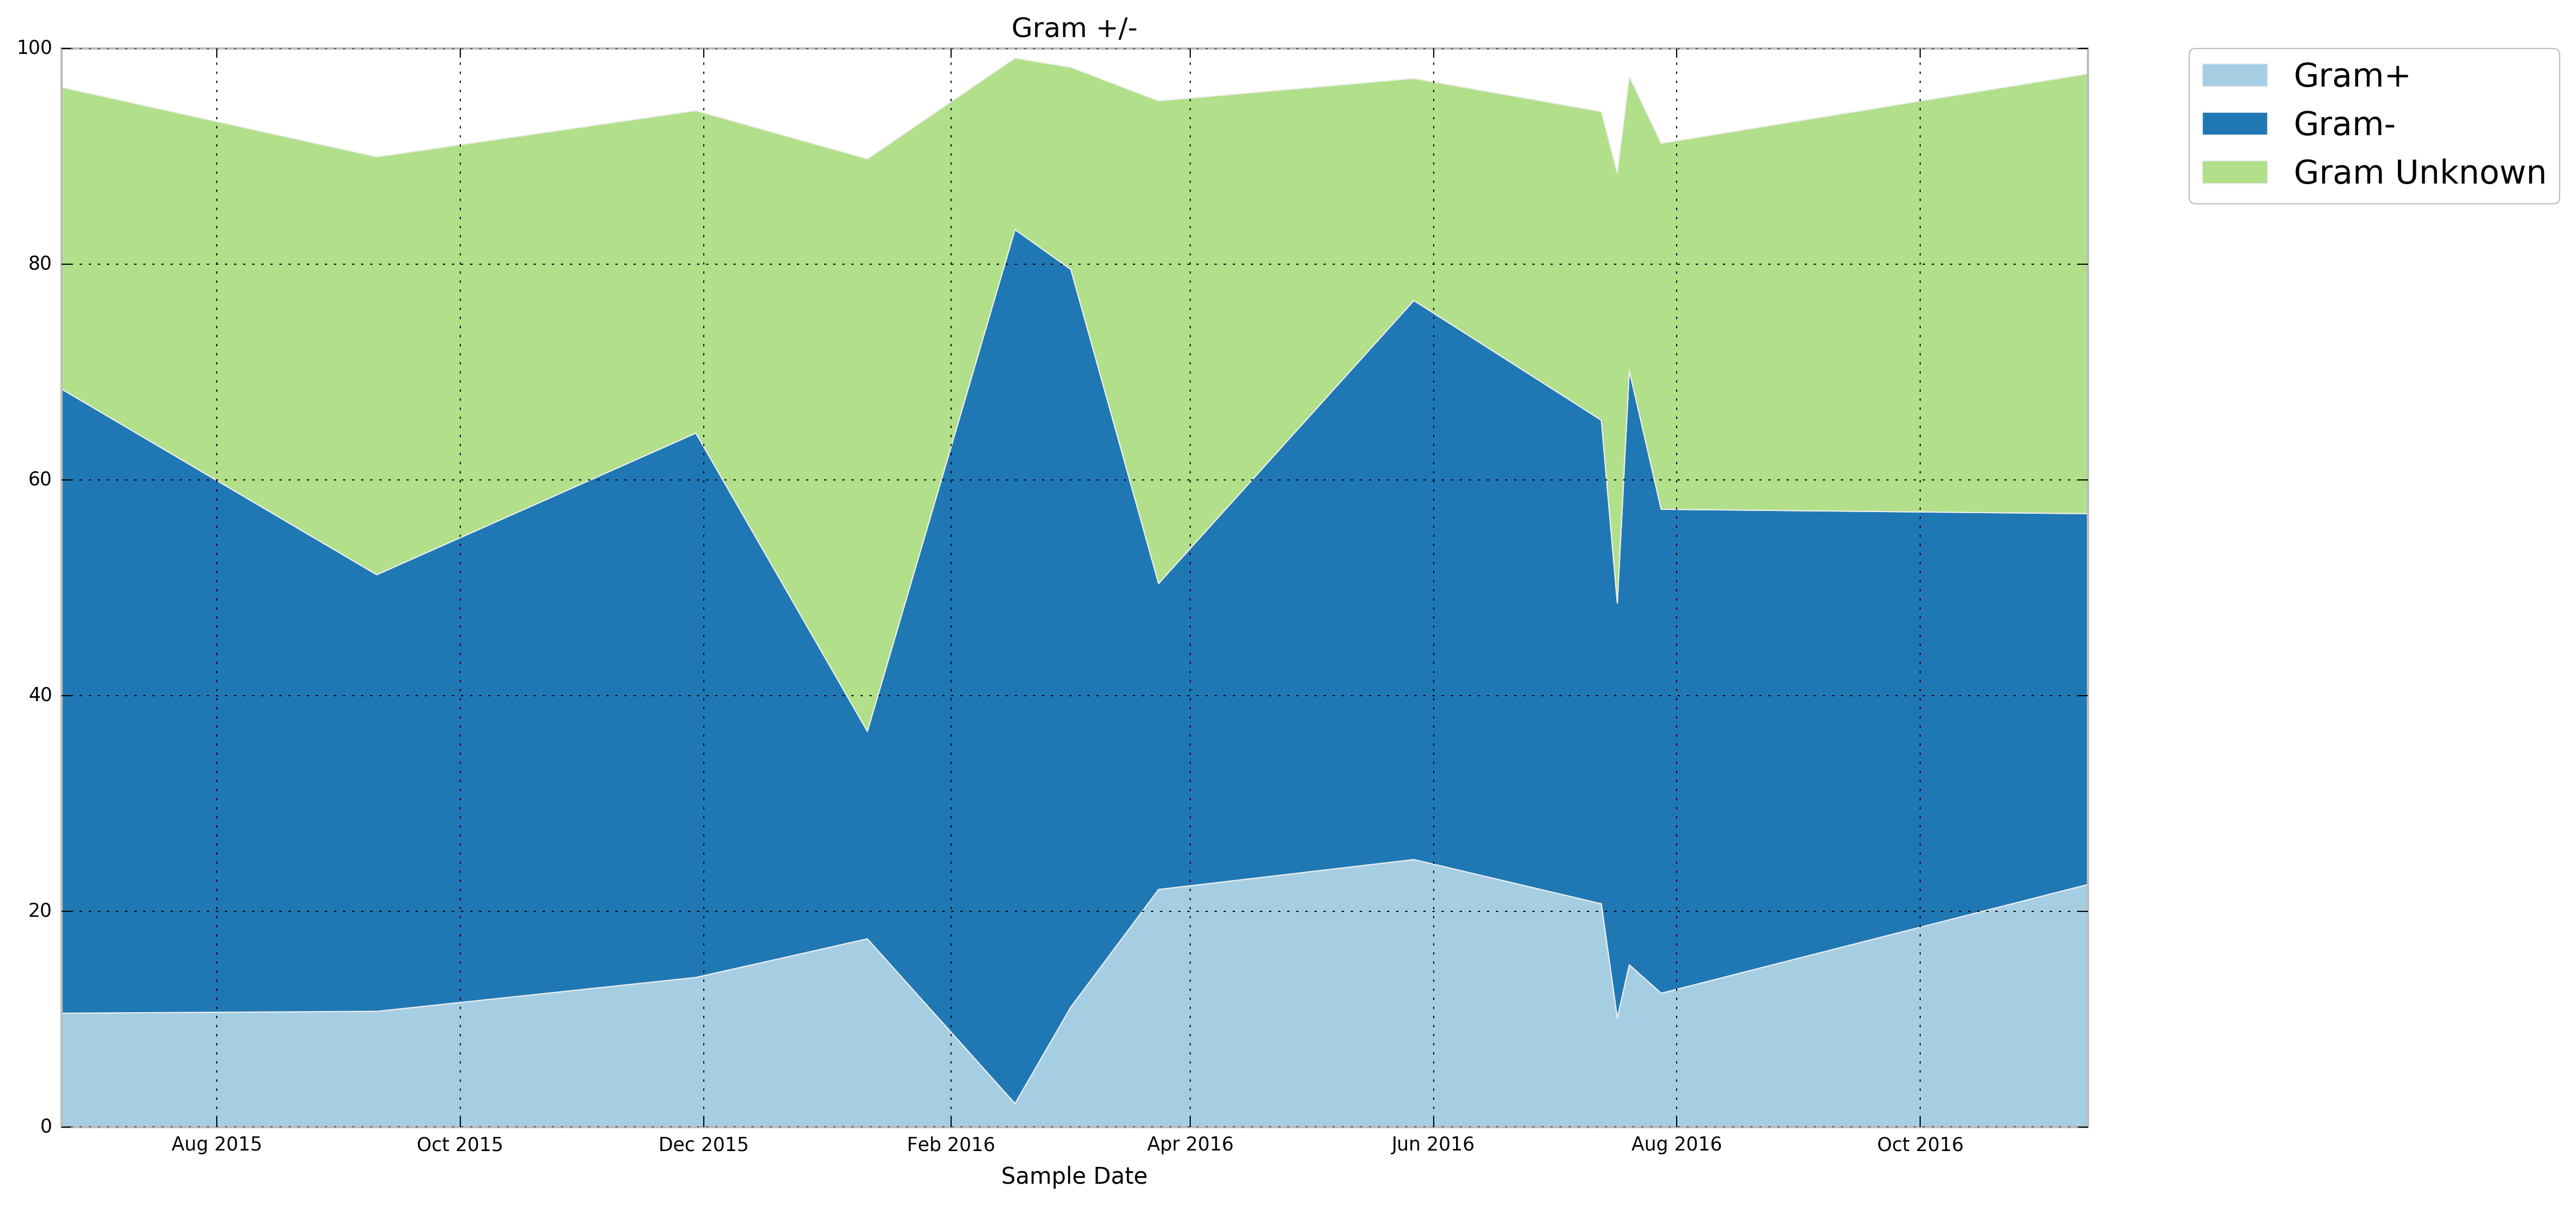 Gram +/-
100
80
60
40
20
0
Aug 2015 Oct 2015 Dec 2015 Feb 2016 Apr 2016 Jun 2016 Aug 2016 Oct 2016
Sample Date
Gram+
Gram-
Gram Unknown